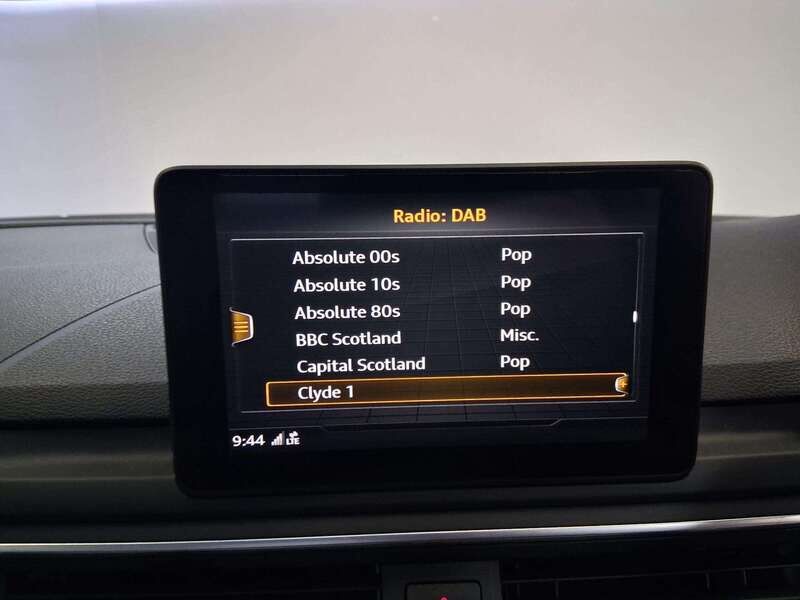 Radio: DAB
Absolute 00s Pop
Absolute 10s Pop
Absolute 80s Pop
BBC Scotland Misc.
Capital Scotland Pop
Clyde 1
9:44 LTE